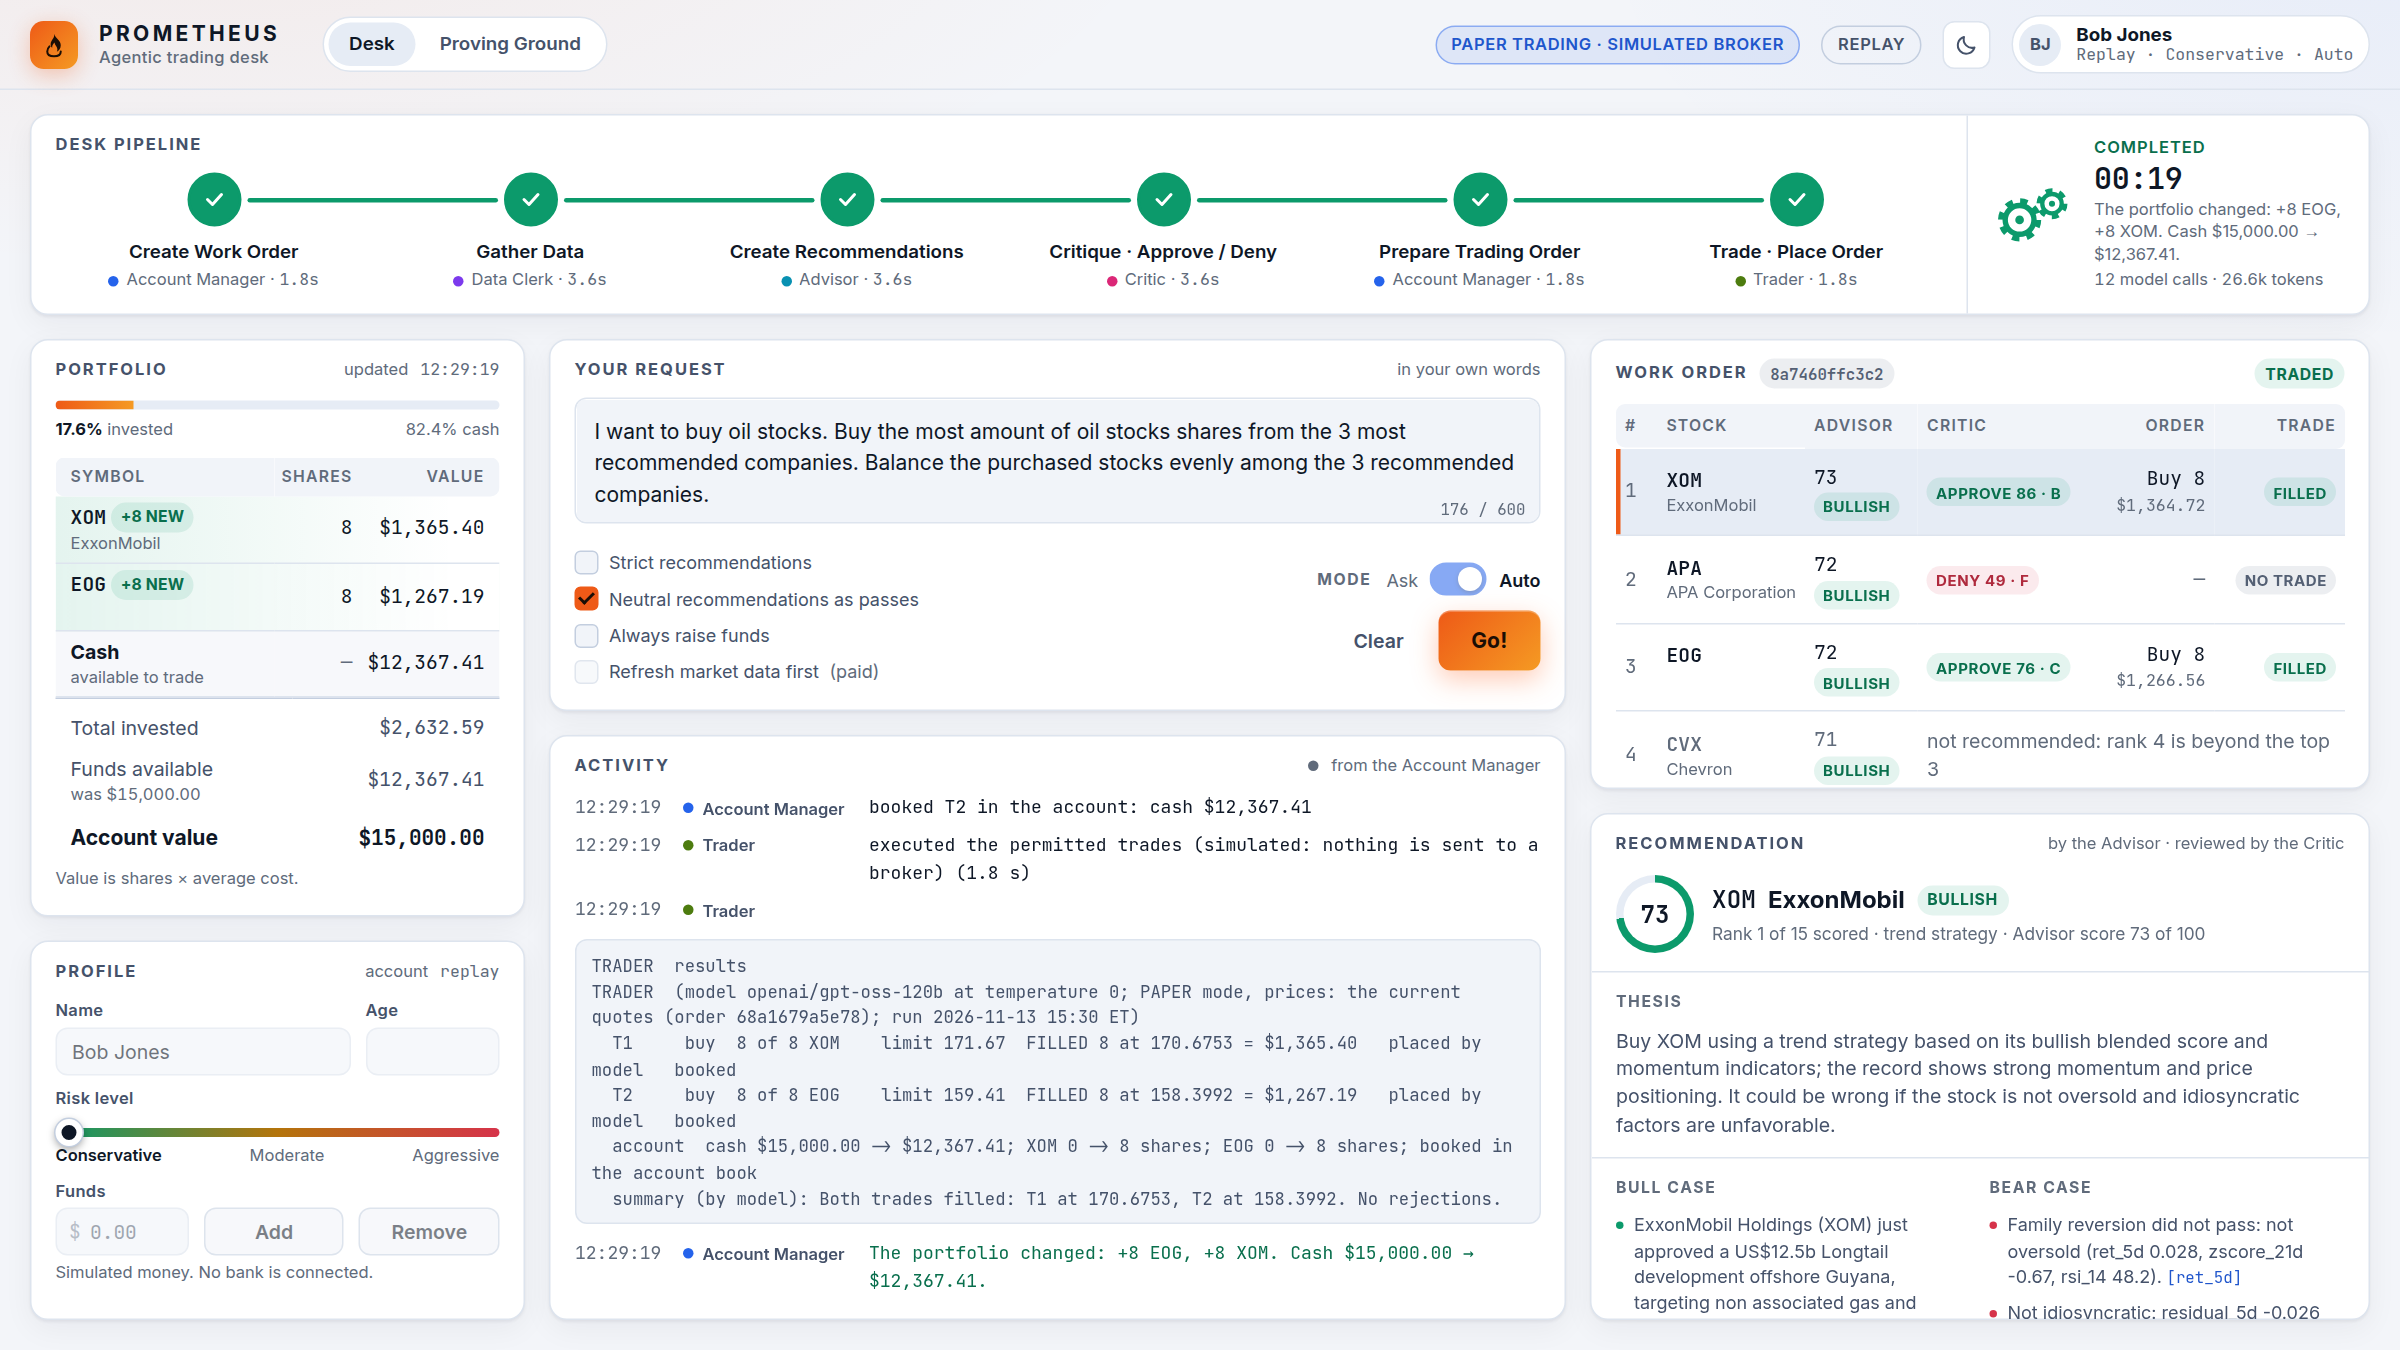 PROMETHEUS
Agentic trading desk
Desk
Proving Ground
PAPER TRADING · SIMULATED BROKER
REPLAY
BJ
Bob Jones
Replay · Conservative · Auto
DESK PIPELINE
Create Work Order
Account Manager · 1.8s
Gather Data
Data Clerk · 3.6s
Create Recommendations
Advisor · 3.6s
Critique · Approve / Deny
Critic · 3.6s
Prepare Trading Order
Account Manager · 1.8s
Trade · Place Order
Trader · 1.8s
COMPLETED
00:19
The portfolio changed: +8 EOG,
+8 XOM. Cash $15,000.00 →
$12,367.41.
12 model calls · 26.6k tokens
PORTFOLIO
updated 12:29:19
17.6% invested
82.4% cash
SYMBOL SHARES VALUE
XOM +8 NEW
ExxonMobil
8 $1,365.40
EOG +8 NEW
8 $1,267.19
Cash
available to trade
– $12,367.41
Total invested $2,632.59
Funds available
was $15,000.00
$12,367.41
Account value $15,000.00
Value is shares × average cost.
PROFILE
account replay
Name
Age
Bob Jones
Risk level
Conservative Moderate Aggressive
Funds
$ 0.00
Add
Remove
Simulated money. No bank is connected.
YOUR REQUEST
in your own words
I want to buy oil stocks. Buy the most amount of oil stocks shares from the 3 most
recommended companies. Balance the purchased stocks evenly among the 3 recommended
companies.
176 / 600
Strict recommendations
Neutral recommendations as passes
Always raise funds
Refresh market data first (paid)
MODE Ask Auto
Clear
Go!
ACTIVITY
from the Account Manager
12:29:19 Account Manager booked T2 in the account: cash $12,367.41
12:29:19 Trader executed the permitted trades (simulated: nothing is sent to a
broker) (1.8 s)
12:29:19 Trader
TRADER results
TRADER (model openai/gpt-oss-120b at temperature 0; PAPER mode, prices: the current
quotes (order 68a1679a5e78); run 2026-11-13 15:30 ET)
T1 buy 8 of 8 XOM limit 171.67 FILLED 8 at 170.6753 = $1,365.40 placed by
model booked
T2 buy 8 of 8 EOG limit 159.41 FILLED 8 at 158.3992 = $1,267.19 placed by
model booked
account cash $15,000.00 → $12,367.41; XOM 0 → 8 shares; EOG 0 → 8 shares; booked in
the account book
summary (by model): Both trades filled: T1 at 170.6753, T2 at 158.3992. No rejections.
12:29:19 Account Manager The portfolio changed: +8 EOG, +8 XOM. Cash $15,000.00 →
$12,367.41.
WORK ORDER 8a7460ffc3c2
TRADED
# STOCK ADVISOR CRITIC ORDER TRADE
1 XOM
ExxonMobil
73
BULLISH
APPROVE 86 · B
Buy 8
$1,364.72
FILLED
2 APA
APA Corporation
72
BULLISH
DENY 49 · F
–
NO TRADE
3 EOG
72
BULLISH
APPROVE 76 · C
Buy 8
$1,266.56
FILLED
4 CVX
Chevron
71
BULLISH
not recommended: rank 4 is beyond the top
3
RECOMMENDATION
by the Advisor · reviewed by the Critic
73
XOM ExxonMobil BULLISH
Rank 1 of 15 scored · trend strategy · Advisor score 73 of 100
THESIS
Buy XOM using a trend strategy based on its bullish blended score and
momentum indicators; the record shows strong momentum and price
positioning. It could be wrong if the stock is not oversold and idiosyncratic
factors are unfavorable.
BULL CASE
ExxonMobil Holdings (XOM) just
approved a US$12.5b Longtail
development offshore Guyana,
targeting non associated gas and
BEAR CASE
Family reversion did not pass: not
oversold (ret_5d 0.028, zscore_21d
-0.67, rsi_14 48.2). [ret_5d]
Not idiosyncratic: residual_5d -0.026